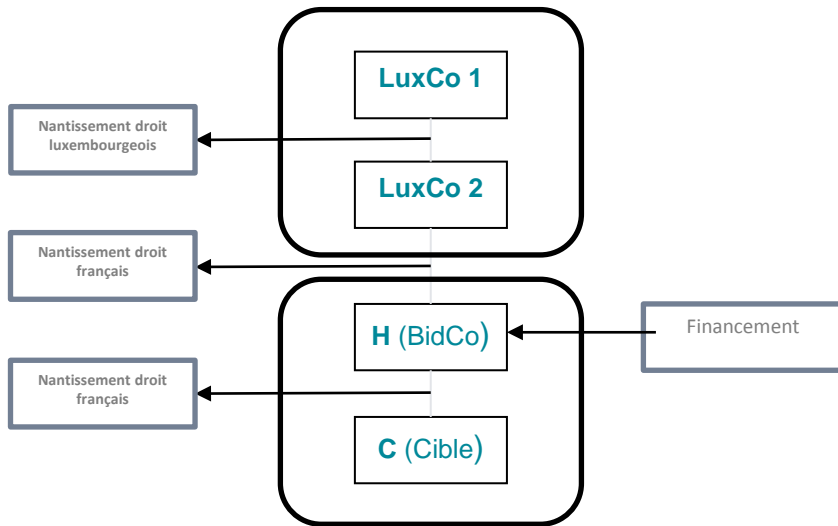 LuxCo 1
Nantissement droit
luxembourgeois
LuxCo 2
Nantissement droit
français
H (BidCo)
Financement
Nantissement droit
français
C (Cible)